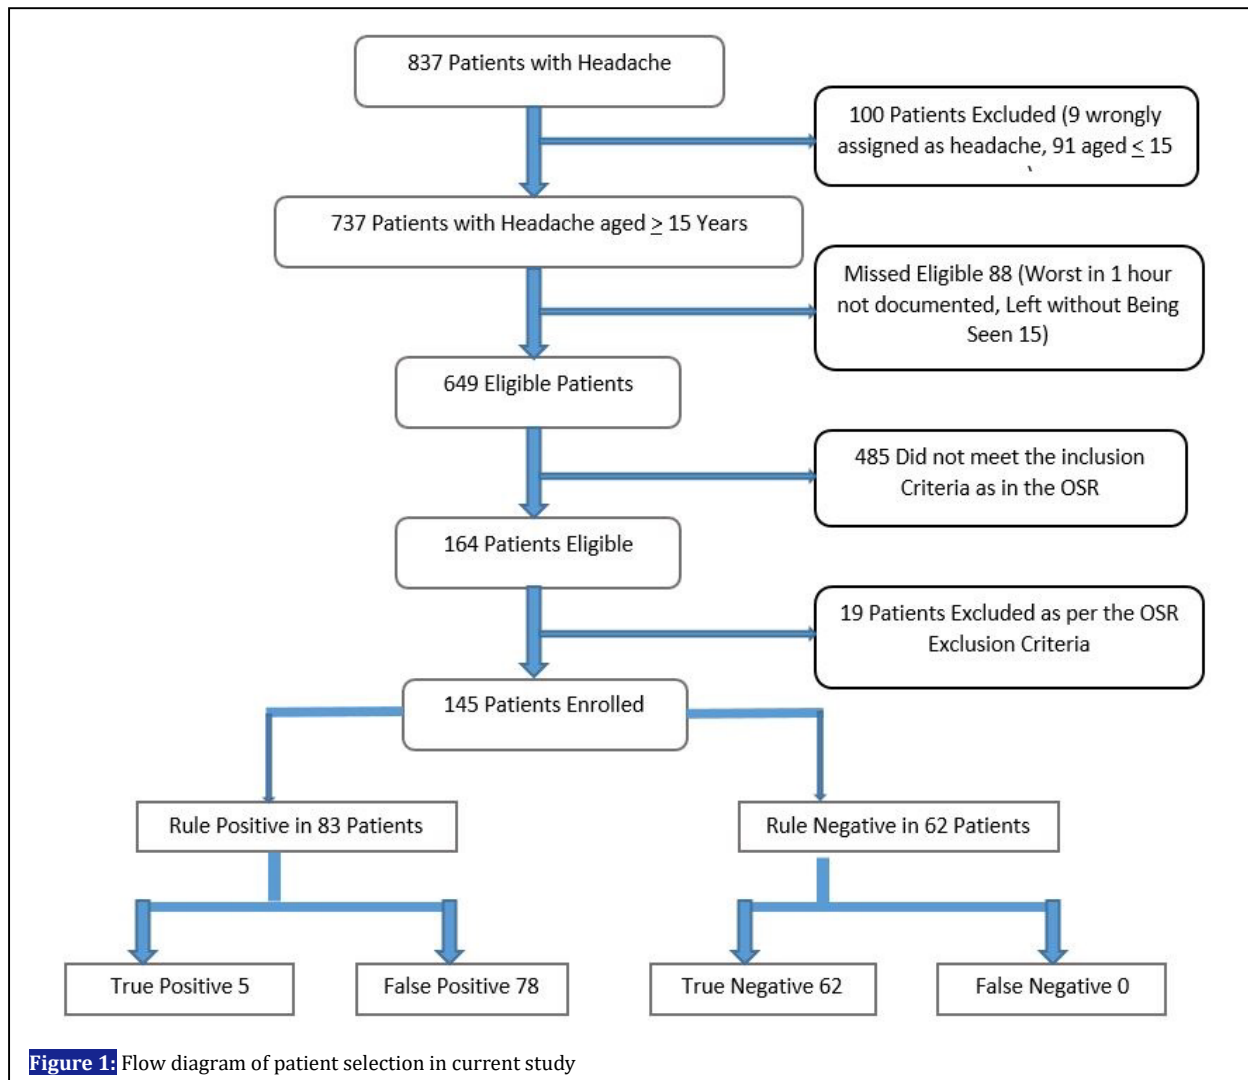 837 Patients with Headache
100 Patients Excluded (9 wrongly
assigned as headache, 91 aged ≤ 15
737 Patients with Headache aged ≥ 15 Years
Missed Eligible 88 (Worst in 1 hour
not documented, Left without Being
Seen 15)
649 Eligible Patients
485 Did not meet the inclusion
Criteria as in the OSR
164 Patients Eligible
19 Patients Excluded as per the OSR
Exclusion Criteria
145 Patients Enrolled
Rule Positive in 83 Patients
Rule Negative in 62 Patients
True Positive 5
False Positive 78
True Negative 62
False Negative 0
Figure 1: Flow diagram of patient selection in current study